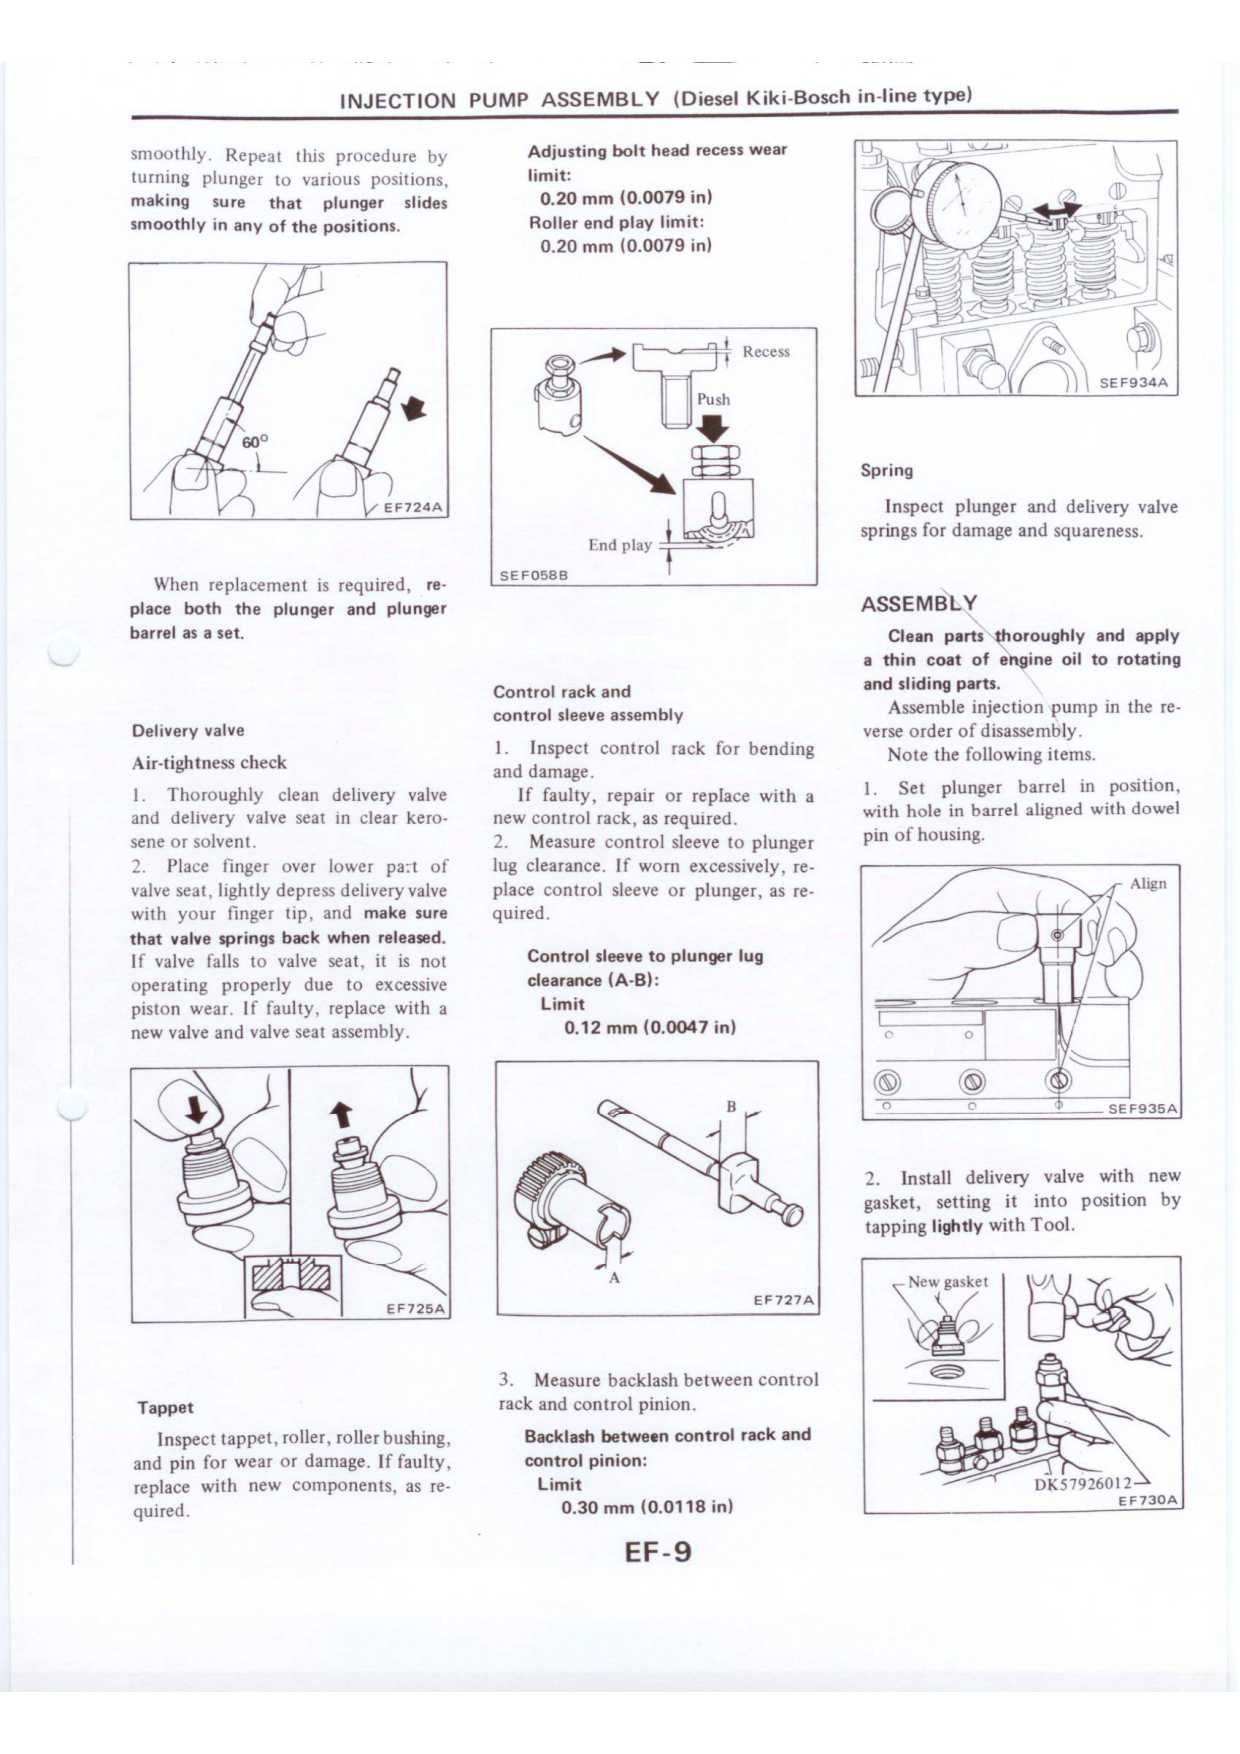 INJECTION PUMP ASSEMBLY (Diesel Kiki-Bosch in-line type)
smoothly. Repeat this procedure by
turning plunger to various positions,
making sure that plunger slides
smoothly in any of the positions.
60°
EF724A
When replacement is required, re-
place both the plunger and plunger
barrel as a set.
Delivery valve
Air-tightness check
1. Thoroughly clean delivery valve
and delivery valve seat in clear kero-
sene or solvent.
2. Place finger over lower part of
valve seat, lightly depress delivery valve
with your finger tip, and make sure
that valve springs back when released.
If valve falls to valve seat, it is not
operating properly due to excessive
piston wear. If faulty, replace with a
new valve and valve seat assembly.
EF725A
Tappet
Inspect tappet, roller, roller bushing,
and pin for wear or damage. If faulty,
replace with new components, as re-
quired.
Adjusting bolt head recess wear
limit:
0.20 mm (0.0079 in)
Roller end play limit:
0.20 mm (0.0079 in)
Recess
Push
End play
SEF058B
Control rack and
control sleeve assembly
1. Inspect control rack for bending
and damage.
If faulty, repair or replace with a
new control rack, as required.
2. Measure control sleeve to plunger
lug clearance. If worn excessively, re-
place control sleeve or plunger, as re-
quired.
Control sleeve to plunger lug
clearance (A-B):
Limit
0.12 mm (0.0047 in)
B
A
EF727A
3. Measure backlash between control
rack and control pinion.
Backlash between control rack and
control pinion:
Limit
0.30 mm (0.0118 in)
SEF934A
Spring
Inspect plunger and delivery valve
springs for damage and squareness.
ASSEMBLY
Clean parts thoroughly and apply
a thin coat of engine oil to rotating
and sliding parts.
Assemble injection pump in the re-
verse order of disassembly.
Note the following items.
1. Set plunger barrel in position,
with hole in barrel aligned with dowel
pin of housing.
Align
SEF935A
2. Install delivery valve with new
gasket, setting it into position by
tapping lightly with Tool.
New gasket
DK57926012
EF730A
EF-9